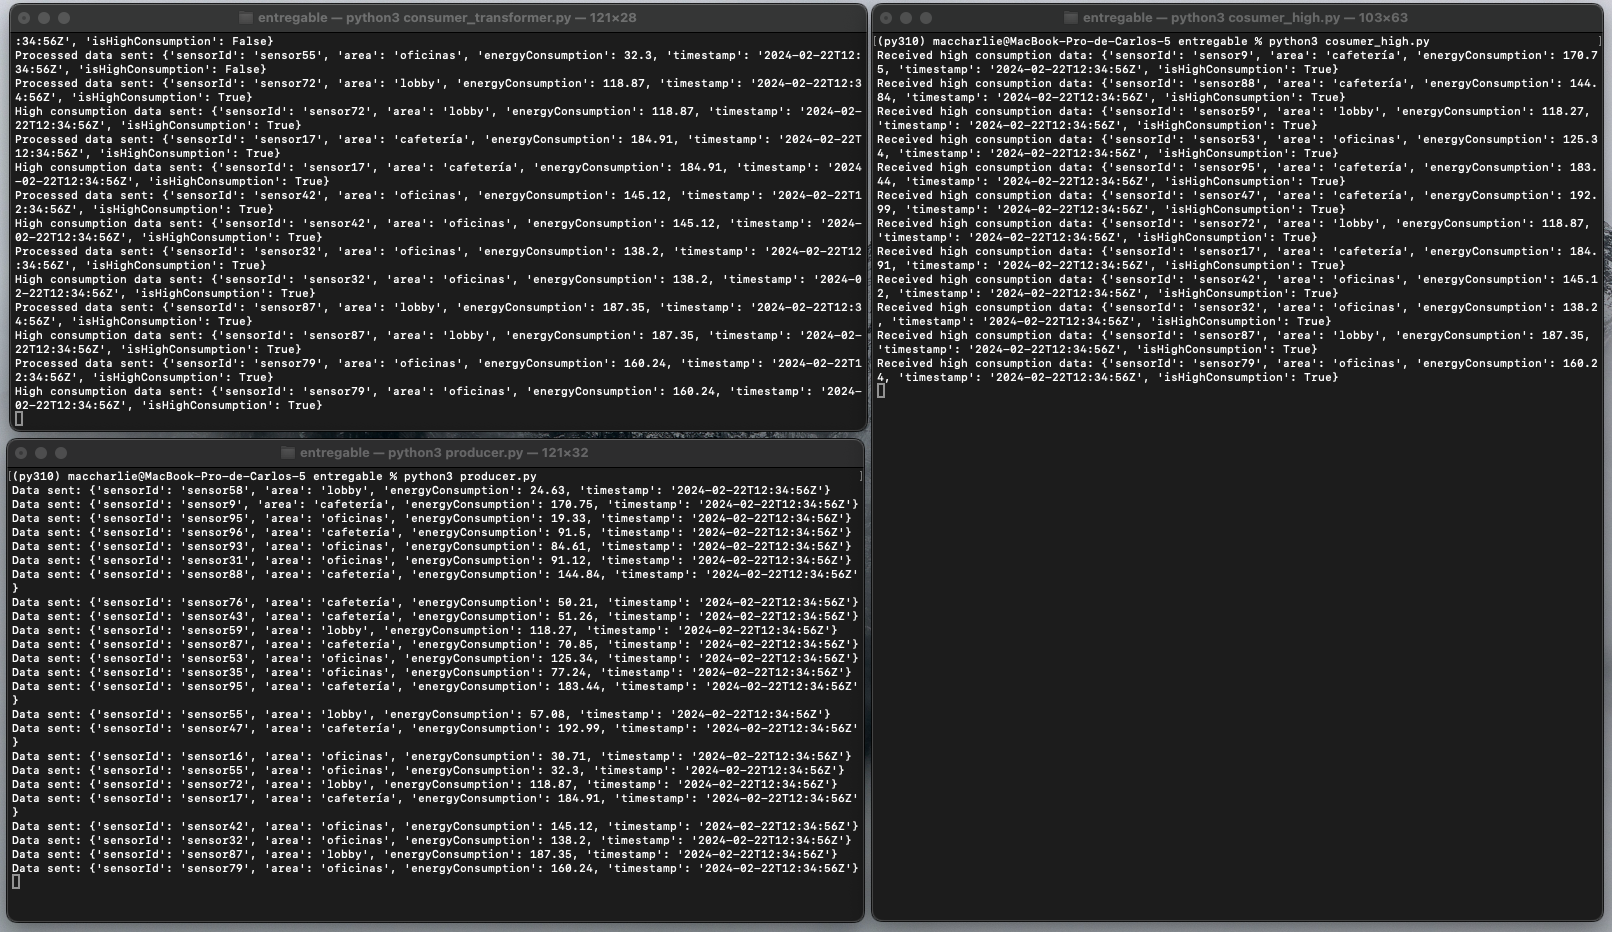 entregable — python3 consumer_transformer.py — 121×28
:34:56Z', 'isHighConsumption': False}
Processed data sent: {'sensorId': 'sensor55', 'area': 'oficinas', 'energyConsumption': 32.3, 'timestamp': '2024-02-22T12:
34:56Z', 'isHighConsumption': False}
Processed data sent: {'sensorId': 'sensor72', 'area': 'lobby', 'energyConsumption': 118.87, 'timestamp': '2024-02-22T12:3
4:56Z', 'isHighConsumption': True}
High consumption data sent: {'sensorId': 'sensor72', 'area': 'lobby', 'energyConsumption': 118.87, 'timestamp': '2024-02-
22T12:34:56Z', 'isHighConsumption': True}
Processed data sent: {'sensorId': 'sensor17', 'area': 'cafetería', 'energyConsumption': 184.91, 'timestamp': '2024-02-22T
12:34:56Z', 'isHighConsumption': True}
High consumption data sent: {'sensorId': 'sensor17', 'area': 'cafetería', 'energyConsumption': 184.91, 'timestamp': '2024
-02-22T12:34:56Z', 'isHighConsumption': True}
Processed data sent: {'sensorId': 'sensor42', 'area': 'oficinas', 'energyConsumption': 145.12, 'timestamp': '2024-02-22T1
2:34:56Z', 'isHighConsumption': True}
High consumption data sent: {'sensorId': 'sensor42', 'area': 'oficinas', 'energyConsumption': 145.12, 'timestamp': '2024-
02-22T12:34:56Z', 'isHighConsumption': True}
Processed data sent: {'sensorId': 'sensor32', 'area': 'oficinas', 'energyConsumption': 138.2, 'timestamp': '2024-02-22T12
:34:56Z', 'isHighConsumption': True}
High consumption data sent: {'sensorId': 'sensor32', 'area': 'oficinas', 'energyConsumption': 138.2, 'timestamp': '2024-0
2-22T12:34:56Z', 'isHighConsumption': True}
Processed data sent: {'sensorId': 'sensor87', 'area': 'lobby', 'energyConsumption': 187.35, 'timestamp': '2024-02-22T12:3
4:56Z', 'isHighConsumption': True}
High consumption data sent: {'sensorId': 'sensor87', 'area': 'lobby', 'energyConsumption': 187.35, 'timestamp': '2024-02-
22T12:34:56Z', 'isHighConsumption': True}
Processed data sent: {'sensorId': 'sensor79', 'area': 'oficinas', 'energyConsumption': 160.24, 'timestamp': '2024-02-22T1
2:34:56Z', 'isHighConsumption': True}
High consumption data sent: {'sensorId': 'sensor79', 'area': 'oficinas', 'energyConsumption': 160.24, 'timestamp': '2024-
02-22T12:34:56Z', 'isHighConsumption': True}
entregable — python3 producer.py — 121×32
(py310) maccharlie@MacBook-Pro-de-Carlos-5 entregable % python3 producer.py
Data sent: {'sensorId': 'sensor58', 'area': 'lobby', 'energyConsumption': 24.63, 'timestamp': '2024-02-22T12:34:56Z'}
Data sent: {'sensorId': 'sensor9', 'area': 'cafetería', 'energyConsumption': 170.75, 'timestamp': '2024-02-22T12:34:56Z'}
Data sent: {'sensorId': 'sensor95', 'area': 'oficinas', 'energyConsumption': 19.33, 'timestamp': '2024-02-22T12:34:56Z'}
Data sent: {'sensorId': 'sensor96', 'area': 'cafetería', 'energyConsumption': 91.5, 'timestamp': '2024-02-22T12:34:56Z'}
Data sent: {'sensorId': 'sensor93', 'area': 'oficinas', 'energyConsumption': 84.61, 'timestamp': '2024-02-22T12:34:56Z'}
Data sent: {'sensorId': 'sensor31', 'area': 'oficinas', 'energyConsumption': 91.12, 'timestamp': '2024-02-22T12:34:56Z'}
Data sent: {'sensorId': 'sensor88', 'area': 'cafetería', 'energyConsumption': 144.84, 'timestamp': '2024-02-22T12:34:56Z'
}
Data sent: {'sensorId': 'sensor76', 'area': 'cafetería', 'energyConsumption': 50.21, 'timestamp': '2024-02-22T12:34:56Z'}
Data sent: {'sensorId': 'sensor43', 'area': 'cafetería', 'energyConsumption': 51.26, 'timestamp': '2024-02-22T12:34:56Z'}
Data sent: {'sensorId': 'sensor59', 'area': 'lobby', 'energyConsumption': 118.27, 'timestamp': '2024-02-22T12:34:56Z'}
Data sent: {'sensorId': 'sensor87', 'area': 'cafetería', 'energyConsumption': 70.85, 'timestamp': '2024-02-22T12:34:56Z'}
Data sent: {'sensorId': 'sensor53', 'area': 'oficinas', 'energyConsumption': 125.34, 'timestamp': '2024-02-22T12:34:56Z'}
Data sent: {'sensorId': 'sensor35', 'area': 'oficinas', 'energyConsumption': 77.24, 'timestamp': '2024-02-22T12:34:56Z'}
Data sent: {'sensorId': 'sensor95', 'area': 'cafetería', 'energyConsumption': 183.44, 'timestamp': '2024-02-22T12:34:56Z'
}
Data sent: {'sensorId': 'sensor55', 'area': 'lobby', 'energyConsumption': 57.08, 'timestamp': '2024-02-22T12:34:56Z'}
Data sent: {'sensorId': 'sensor47', 'area': 'cafetería', 'energyConsumption': 192.99, 'timestamp': '2024-02-22T12:34:56Z'
}
Data sent: {'sensorId': 'sensor16', 'area': 'oficinas', 'energyConsumption': 30.71, 'timestamp': '2024-02-22T12:34:56Z'}
Data sent: {'sensorId': 'sensor55', 'area': 'oficinas', 'energyConsumption': 32.3, 'timestamp': '2024-02-22T12:34:56Z'}
Data sent: {'sensorId': 'sensor72', 'area': 'lobby', 'energyConsumption': 118.87, 'timestamp': '2024-02-22T12:34:56Z'}
Data sent: {'sensorId': 'sensor17', 'area': 'cafetería', 'energyConsumption': 184.91, 'timestamp': '2024-02-22T12:34:56Z'
}
Data sent: {'sensorId': 'sensor42', 'area': 'oficinas', 'energyConsumption': 145.12, 'timestamp': '2024-02-22T12:34:56Z'}
Data sent: {'sensorId': 'sensor32', 'area': 'oficinas', 'energyConsumption': 138.2, 'timestamp': '2024-02-22T12:34:56Z'}
Data sent: {'sensorId': 'sensor87', 'area': 'lobby', 'energyConsumption': 187.35, 'timestamp': '2024-02-22T12:34:56Z'}
Data sent: {'sensorId': 'sensor79', 'area': 'oficinas', 'energyConsumption': 160.24, 'timestamp': '2024-02-22T12:34:56Z'}
entregable — python3 cosumer_high.py — 103×63
(py310) maccharlie@MacBook-Pro-de-Carlos-5 entregable % python3 cosumer_high.py
Received high consumption data: {'sensorId': 'sensor9', 'area': 'cafetería', 'energyConsumption': 170.7
5, 'timestamp': '2024-02-22T12:34:56Z', 'isHighConsumption': True}
Received high consumption data: {'sensorId': 'sensor88', 'area': 'cafetería', 'energyConsumption': 144.
84, 'timestamp': '2024-02-22T12:34:56Z', 'isHighConsumption': True}
Received high consumption data: {'sensorId': 'sensor59', 'area': 'lobby', 'energyConsumption': 118.27,
'timestamp': '2024-02-22T12:34:56Z', 'isHighConsumption': True}
Received high consumption data: {'sensorId': 'sensor53', 'area': 'oficinas', 'energyConsumption': 125.3
4, 'timestamp': '2024-02-22T12:34:56Z', 'isHighConsumption': True}
Received high consumption data: {'sensorId': 'sensor95', 'area': 'cafetería', 'energyConsumption': 183.
44, 'timestamp': '2024-02-22T12:34:56Z', 'isHighConsumption': True}
Received high consumption data: {'sensorId': 'sensor47', 'area': 'cafetería', 'energyConsumption': 192.
99, 'timestamp': '2024-02-22T12:34:56Z', 'isHighConsumption': True}
Received high consumption data: {'sensorId': 'sensor72', 'area': 'lobby', 'energyConsumption': 118.87,
'timestamp': '2024-02-22T12:34:56Z', 'isHighConsumption': True}
Received high consumption data: {'sensorId': 'sensor17', 'area': 'cafetería', 'energyConsumption': 184.
91, 'timestamp': '2024-02-22T12:34:56Z', 'isHighConsumption': True}
Received high consumption data: {'sensorId': 'sensor42', 'area': 'oficinas', 'energyConsumption': 145.1
2, 'timestamp': '2024-02-22T12:34:56Z', 'isHighConsumption': True}
Received high consumption data: {'sensorId': 'sensor32', 'area': 'oficinas', 'energyConsumption': 138.2
, 'timestamp': '2024-02-22T12:34:56Z', 'isHighConsumption': True}
Received high consumption data: {'sensorId': 'sensor87', 'area': 'lobby', 'energyConsumption': 187.35,
'timestamp': '2024-02-22T12:34:56Z', 'isHighConsumption': True}
Received high consumption data: {'sensorId': 'sensor79', 'area': 'oficinas', 'energyConsumption': 160.2
4, 'timestamp': '2024-02-22T12:34:56Z', 'isHighConsumption': True}